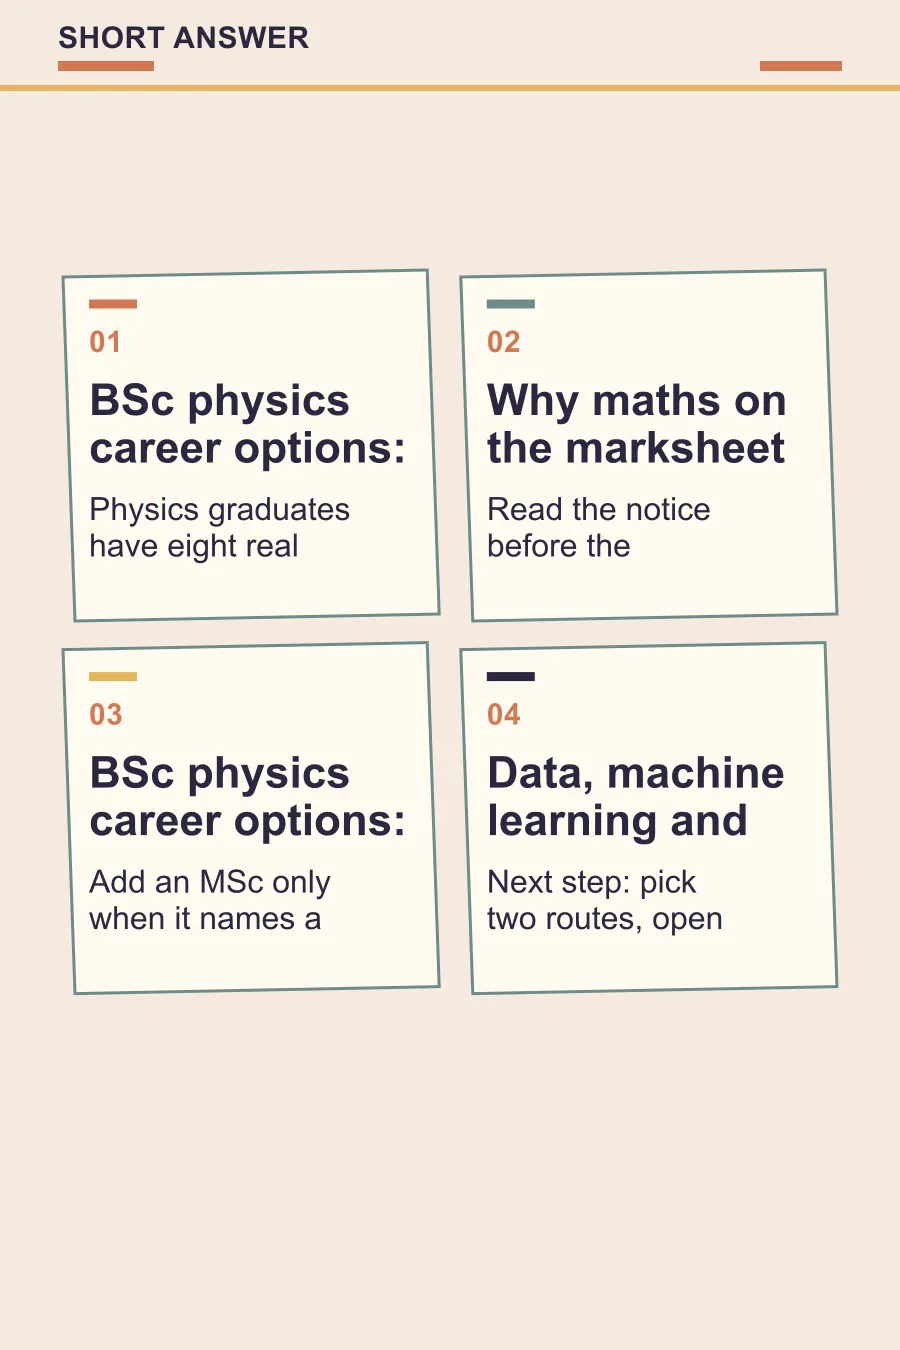 SHORT ANSWER
01
BSc physics
career options:
Physics graduates
have eight real
02
Why maths on
the marksheet
Read the notice
before the
03
BSc physics
career options:
Add an MSc only
when it names a
04
Data, machine
learning and
Next step: pick
two routes, open